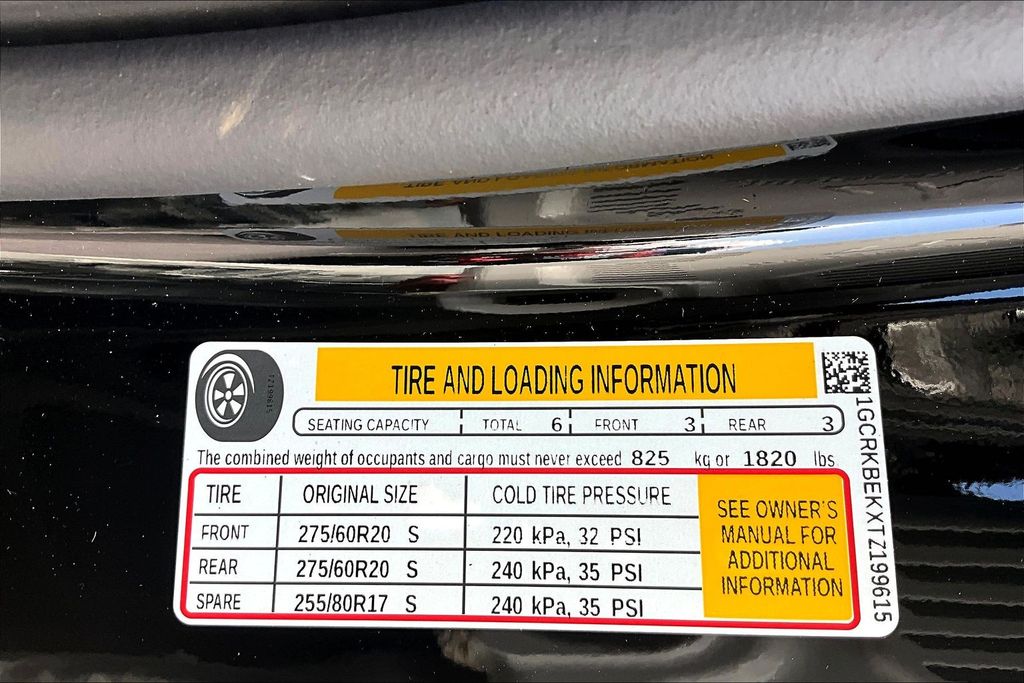 TIRE AND LOADING INFORMATION
TZ199615
SEATING CAPACITY TOTAL 6 FRONT 3 REAR 3
The combined weight of occupants and cargo must never exceed 825 kg or 1820 lbs
TIRE ORIGINAL SIZE COLD TIRE PRESSURE
FRONT 275/60R20 S 220 kPa, 32 PSI
REAR 275/60R20 S 240 kPa, 35 PSI
SPARE 255/80R17 S 240 kPa, 35 PSI
SEE OWNER'S
MANUAL FOR
ADDITIONAL
INFORMATION
1GCRKBEKXTZ199615